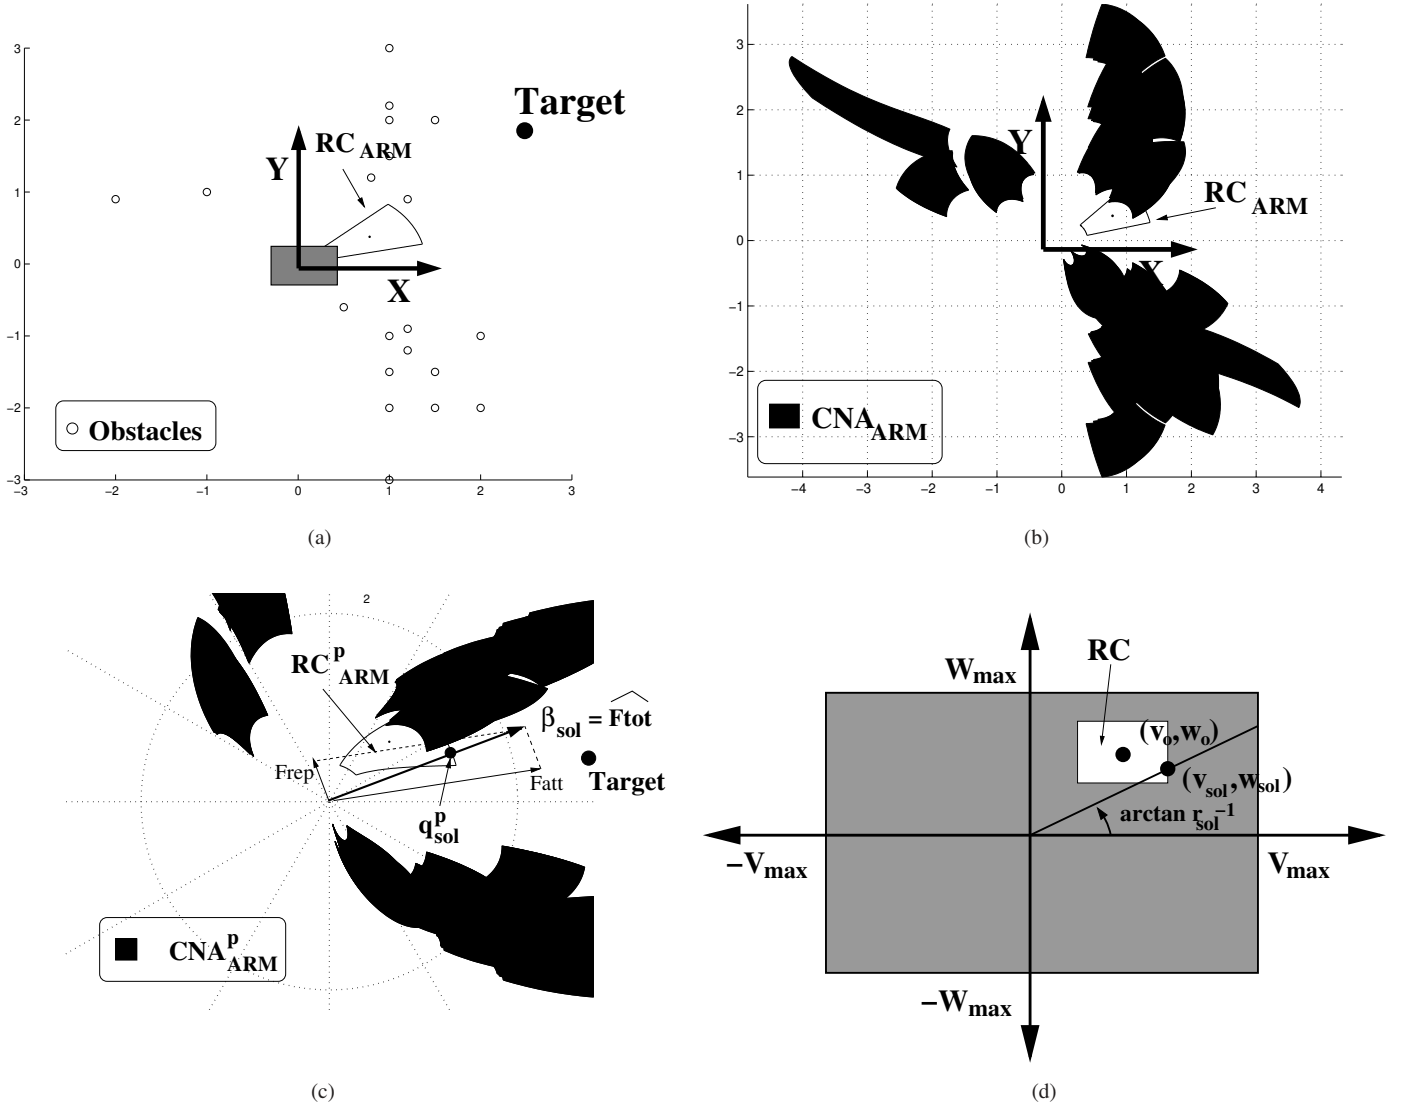 3
2
1
0
−1
−2
−3
−3
−2
−1
0
1
2
3
Target
RC ARM
Y
X
Obstacles
(a)
3
2
1
0
−1
−2
−3
−4
−2
−1
0
1
2
3
4
Y
X
RC ARM
CNA ARM
(b)
2
RC p ARM
β sol = Ftot
Frep
Fatt
Target
q p sol
CNA p ARM
(c)
W max
RC
(v o ,w o )
(v sol ,w sol )
arctan r sol −1
−V max
V max
−W max
(d)